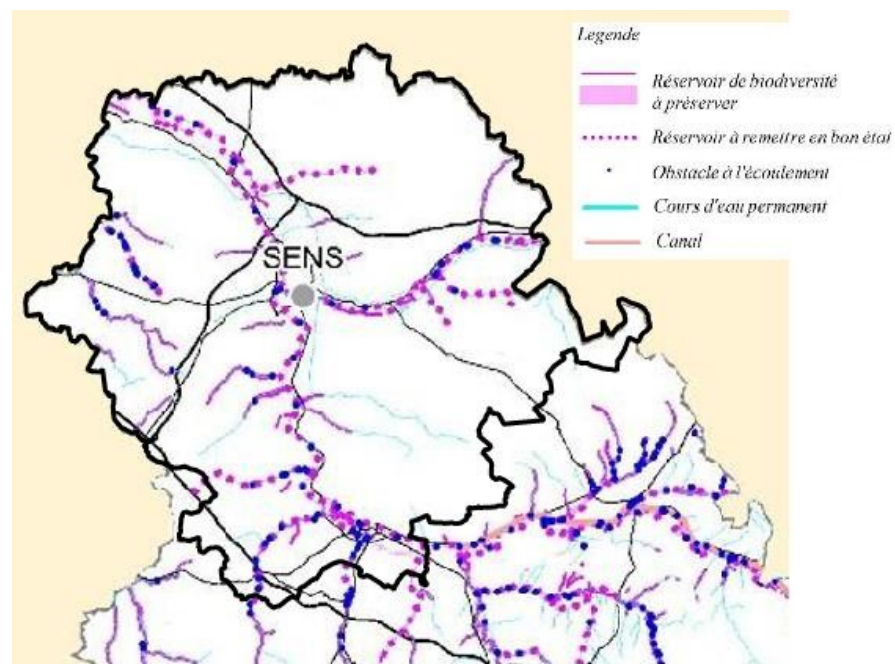 Legende
Réservoir de biodiversité
à préserver
Réservoir à remettre en bon état
Obstacle à l'écoulement
Cours d'eau permanent
Canal
SENS